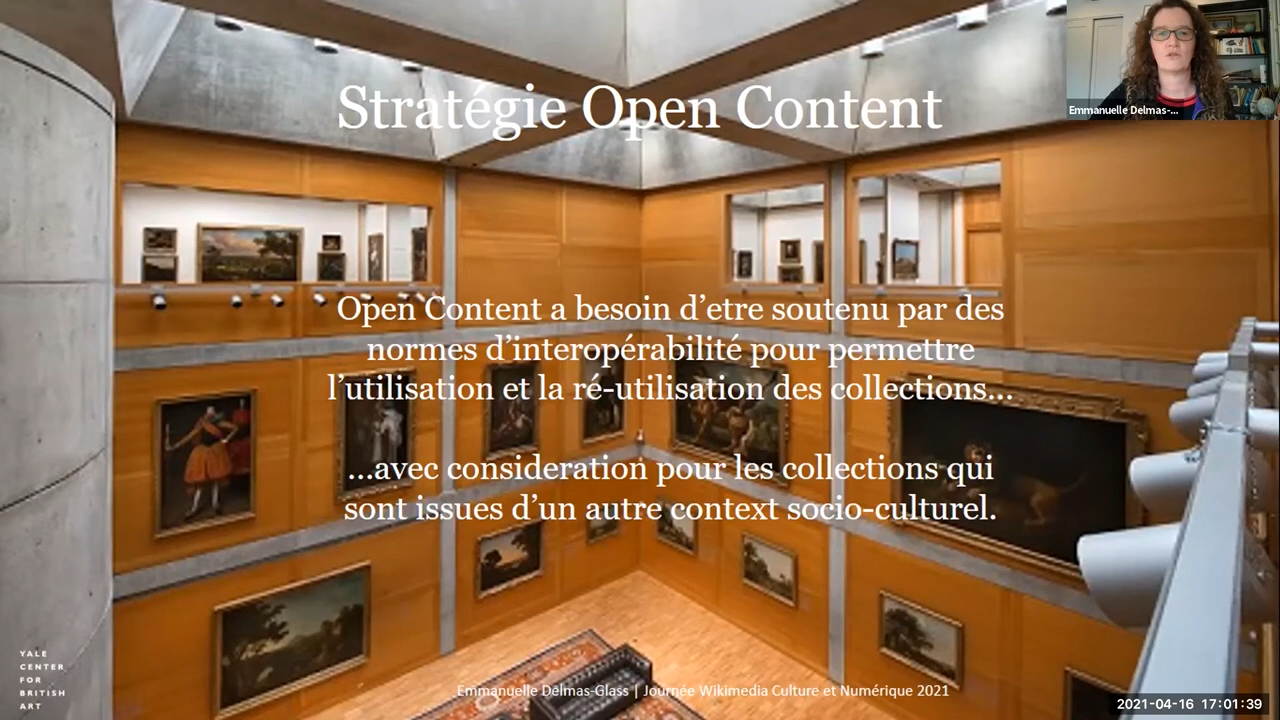 Emmanuelle Delmas-...
Stratégie Open Content
Open Content a besoin d’etre soutenu par des
normes d’interopérabilité pour permettre
l’utilisation et la ré-utilisation des collections...
...avec consideration pour les collections qui
sont issues d’un autre context socio-culturel.
YALE
CENTER
FOR
BRITISH
ART
Emmanuelle Delmas-Glass | Journée Wikimedia Culture et Numérique 2021
2021-04-16 17:01:39